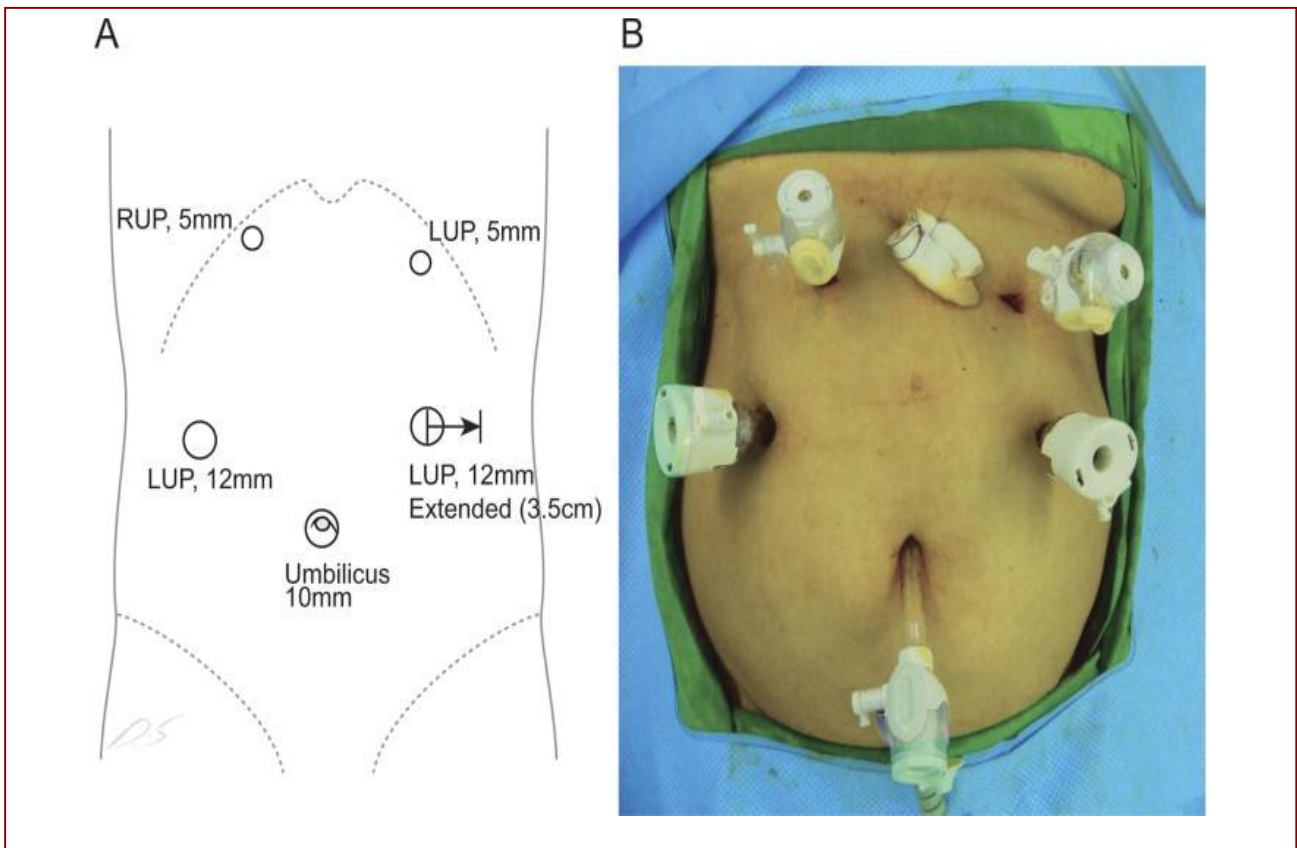 A
B
RUP, 5mm
LUP, 5mm
LUP, 12mm
LUP, 12mm
Extended (3.5cm)
Umbilicus
10mm